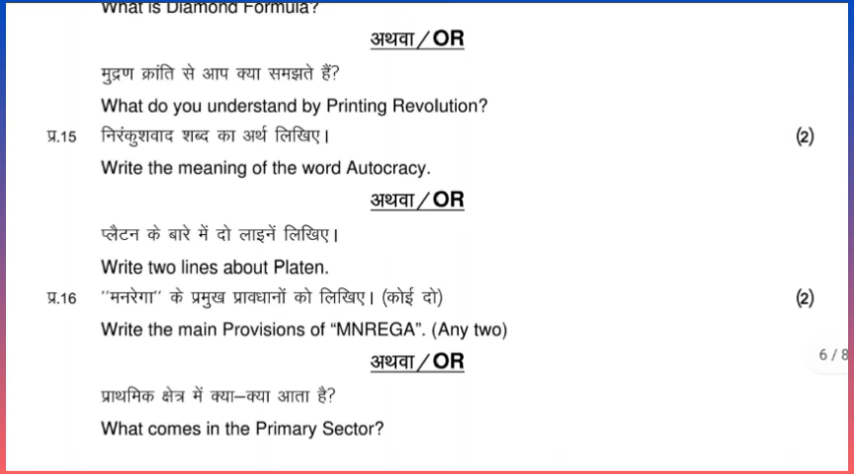 What is Diamond Formula?
अथवा / OR
मुद्रण क्रांति से आप क्या समझते हैं?
What do you understand by Printing Revolution?
प्र.15 निरंकुशवाद शब्द का अर्थ लिखिए। (2)
Write the meaning of the word Autocracy.
अथवा / OR
प्लैटन के बारे में दो लाइनें लिखिए।
Write two lines about Platen.
प्र.16 ''मनरेगा'' के प्रमुख प्रावधानों को लिखिए। (कोई दो) (2)
Write the main Provisions of “MNREGA”. (Any two)
6 / 8
अथवा / OR
प्राथमिक क्षेत्र में क्या–क्या आता है?
What comes in the Primary Sector?